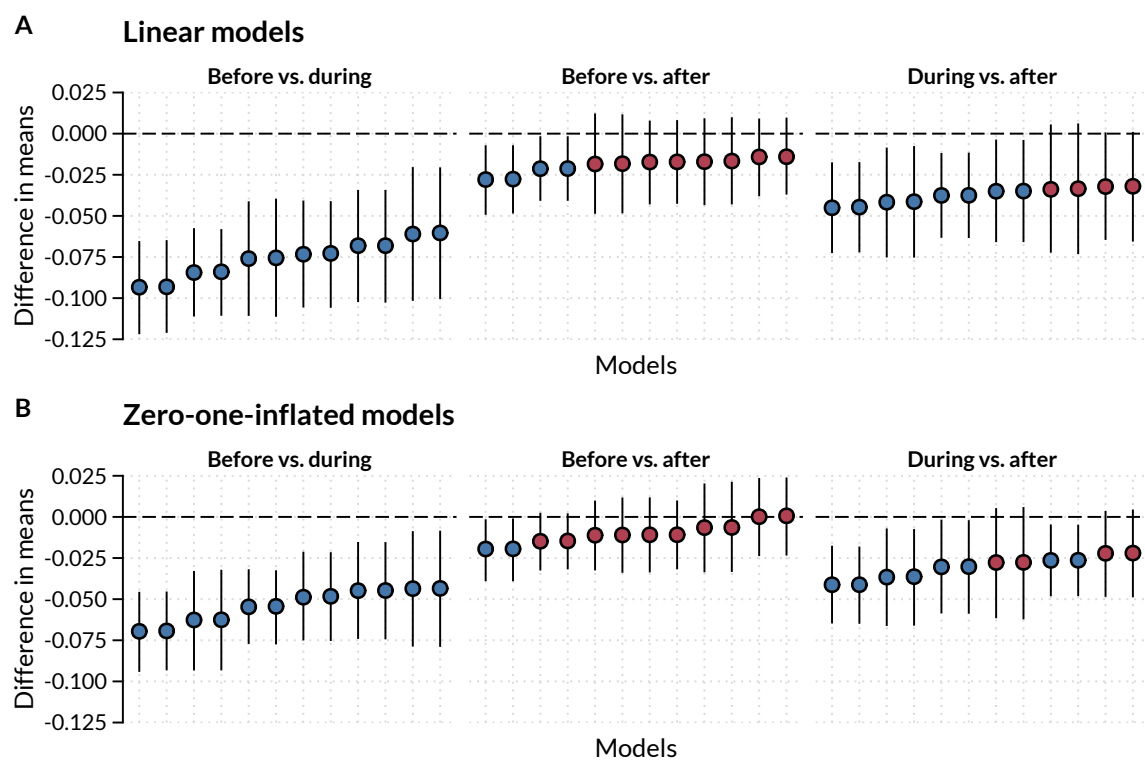 A
Linear models
Before vs. during
Before vs. after
During vs. after
Difference in means
0.025
0.000
-0.025
-0.050
-0.075
-0.100
-0.125
Models
B
Zero-one-inflated models
Before vs. during
Before vs. after
During vs. after
Difference in means
0.025
0.000
-0.025
-0.050
-0.075
-0.100
-0.125
Models